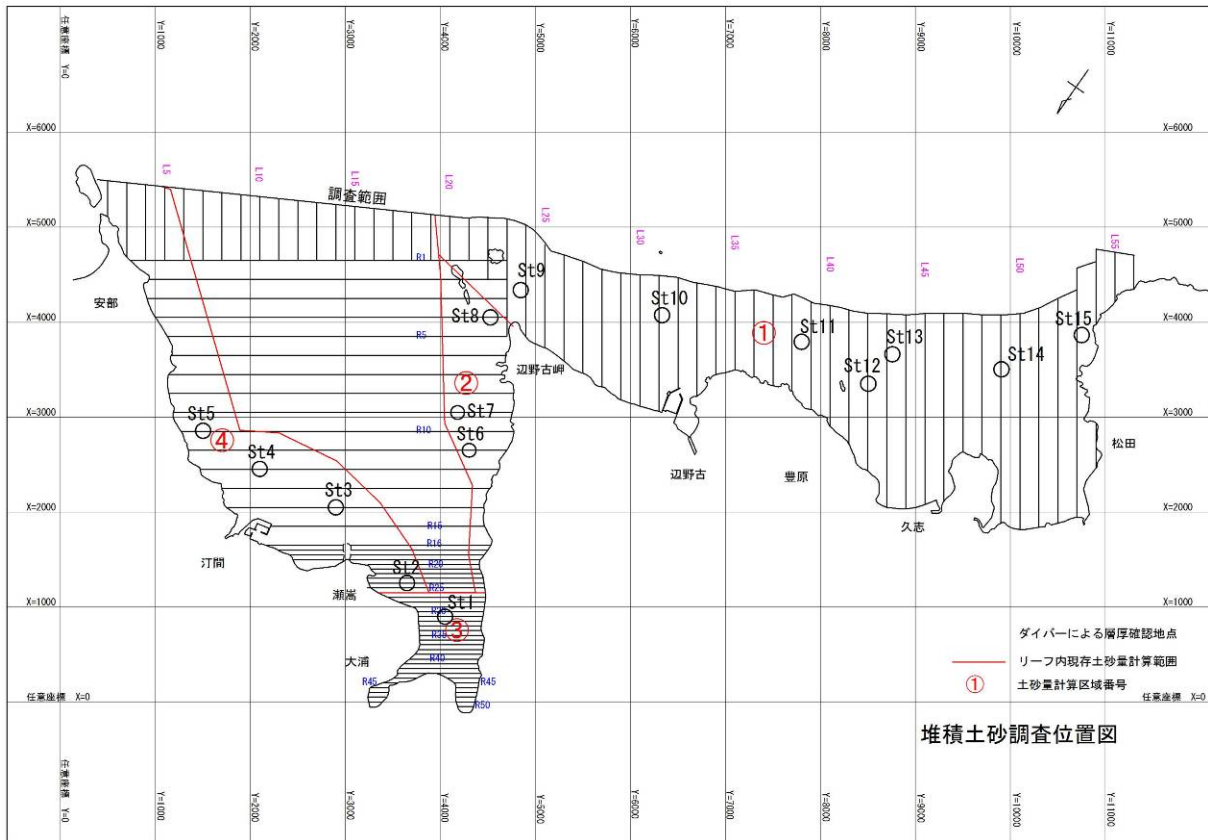 任意座標 Y=0
Y=1000
Y=2000
Y=3000
Y=4000
Y=5000
Y=6000
Y=7000
Y=8000
Y=9000
Y=10000
Y=11000
X=6000
X=6000
L5
L10
L15
L20
調査範囲
L25
L30
L35
L40
L45
L50
L55
X=5000
X=5000
R1
安部
St9
St8
St10
St11
St13
St15
X=4000
X=4000
R5
①
辺野古岬
St12
St14
②
X=3000
X=3000
St5
④
R10
St7
St6
St4
辺野古
豊原
松田
St3
X=2000
X=2000
R15
久志
汀間
R16
R20
St2
R25
瀬嵩
X=1000
X=1000
R30
St1
③
R35
大浦
R40
R45
R45
R50
ダイバーによる層厚確認地点
リーフ内現存土砂量計算範囲
① 土砂量計算区域番号
任意座標 X=0
任意座標 X=0
堆積土砂調査位置図
任意座標 Y=0
Y=1000
Y=2000
Y=3000
Y=4000
Y=5000
Y=6000
Y=7000
Y=8000
Y=9000
Y=10000
Y=11000